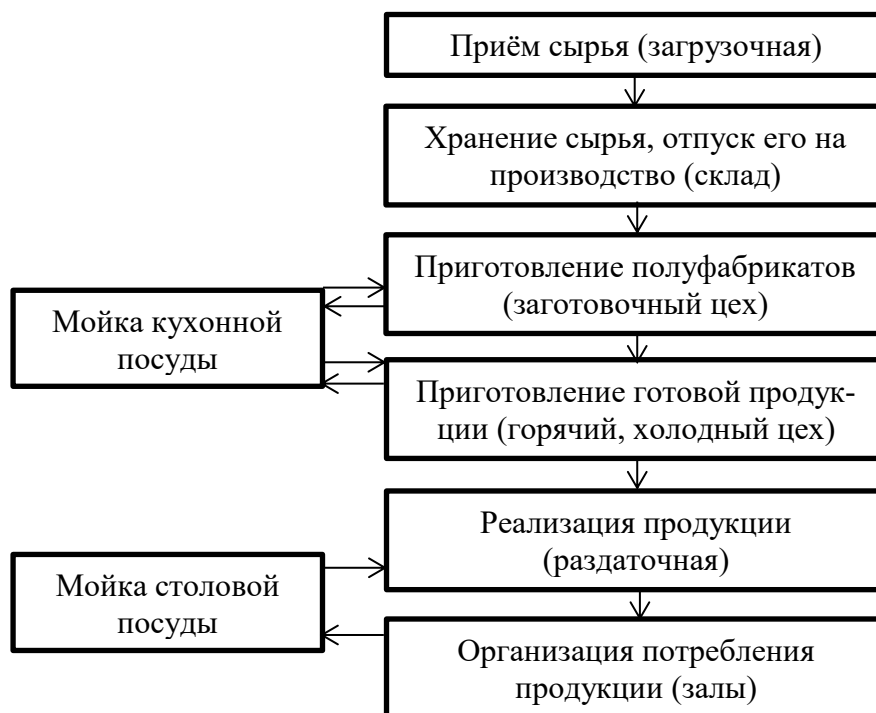 Приём сырья (загрузочная)
Хранение сырья, отпуск его на
производство (склад)
Приготовление полуфабрикатов
(заготовочный цех)
Мойка кухонной
посуды
Приготовление готовой продук-
ции (горячий, холодный цех)
Реализация продукции
(раздаточная)
Мойка столовой
посуды
Организация потребления
продукции (залы)